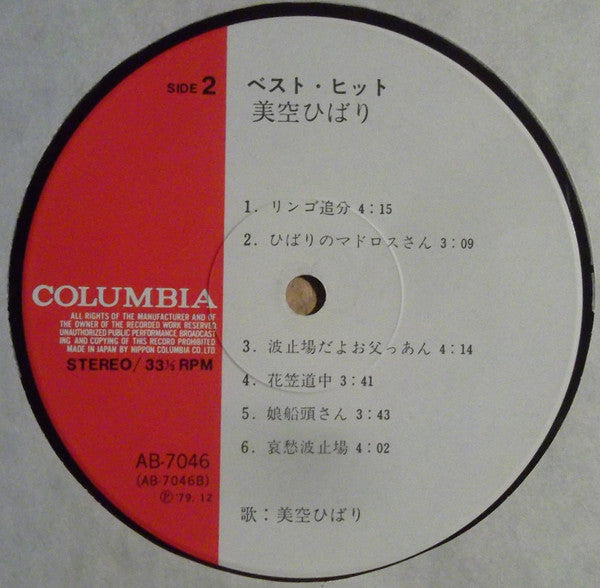 SIDE 2
ベスト・ヒット
美空ひばり
1. リンゴ追分 4:15
2. ひばりのマドロスさん 3:09
COLUMBIA
ALL RIGHTS OF THE MANUFACTURER AND OF
THE OWNER OF THE RECORDED WORK RESERVED
UNAUTHORIZED PUBLIC PERFORMANCE, BROADCAST
ING AND COPYING OF THIS RECORD PROHIBITED
MADE IN JAPAN BY NIPPON COLUMBIA CO. LTD.
STEREO/33⅓RPM
3. 波止場だよお父っあん 4:14
4. 花笠道中 3:41
5. 娘船頭さん 3:43
6. 哀愁波止場 4:02
AB-7046
(AB-7046B)
Ⓟ'79.12
歌:美空ひばり